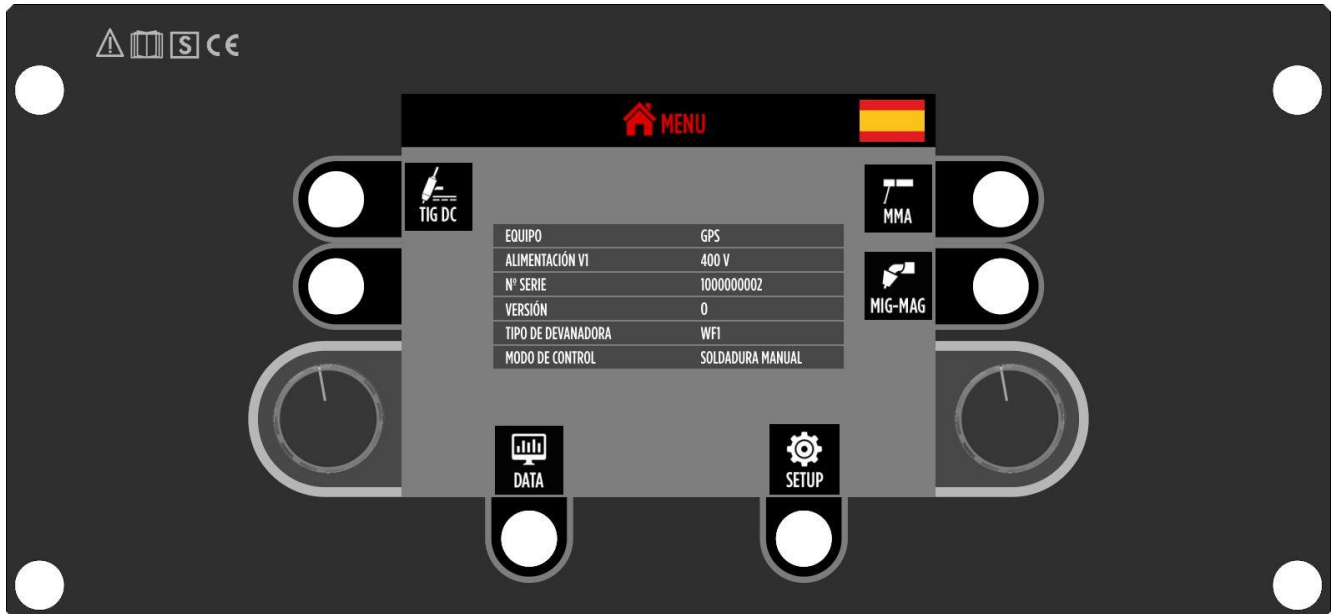 S CE
MENU
TIG DC
MMA
EQUIPO GPS
ALIMENTACIÓN V1 400 V
Nº SERIE 1000000002
VERSIÓN 0
TIPO DE DEVANADORA WF1
MODO DE CONTROL SOLDADURA MANUAL
MIG-MAG
DATA
SETUP